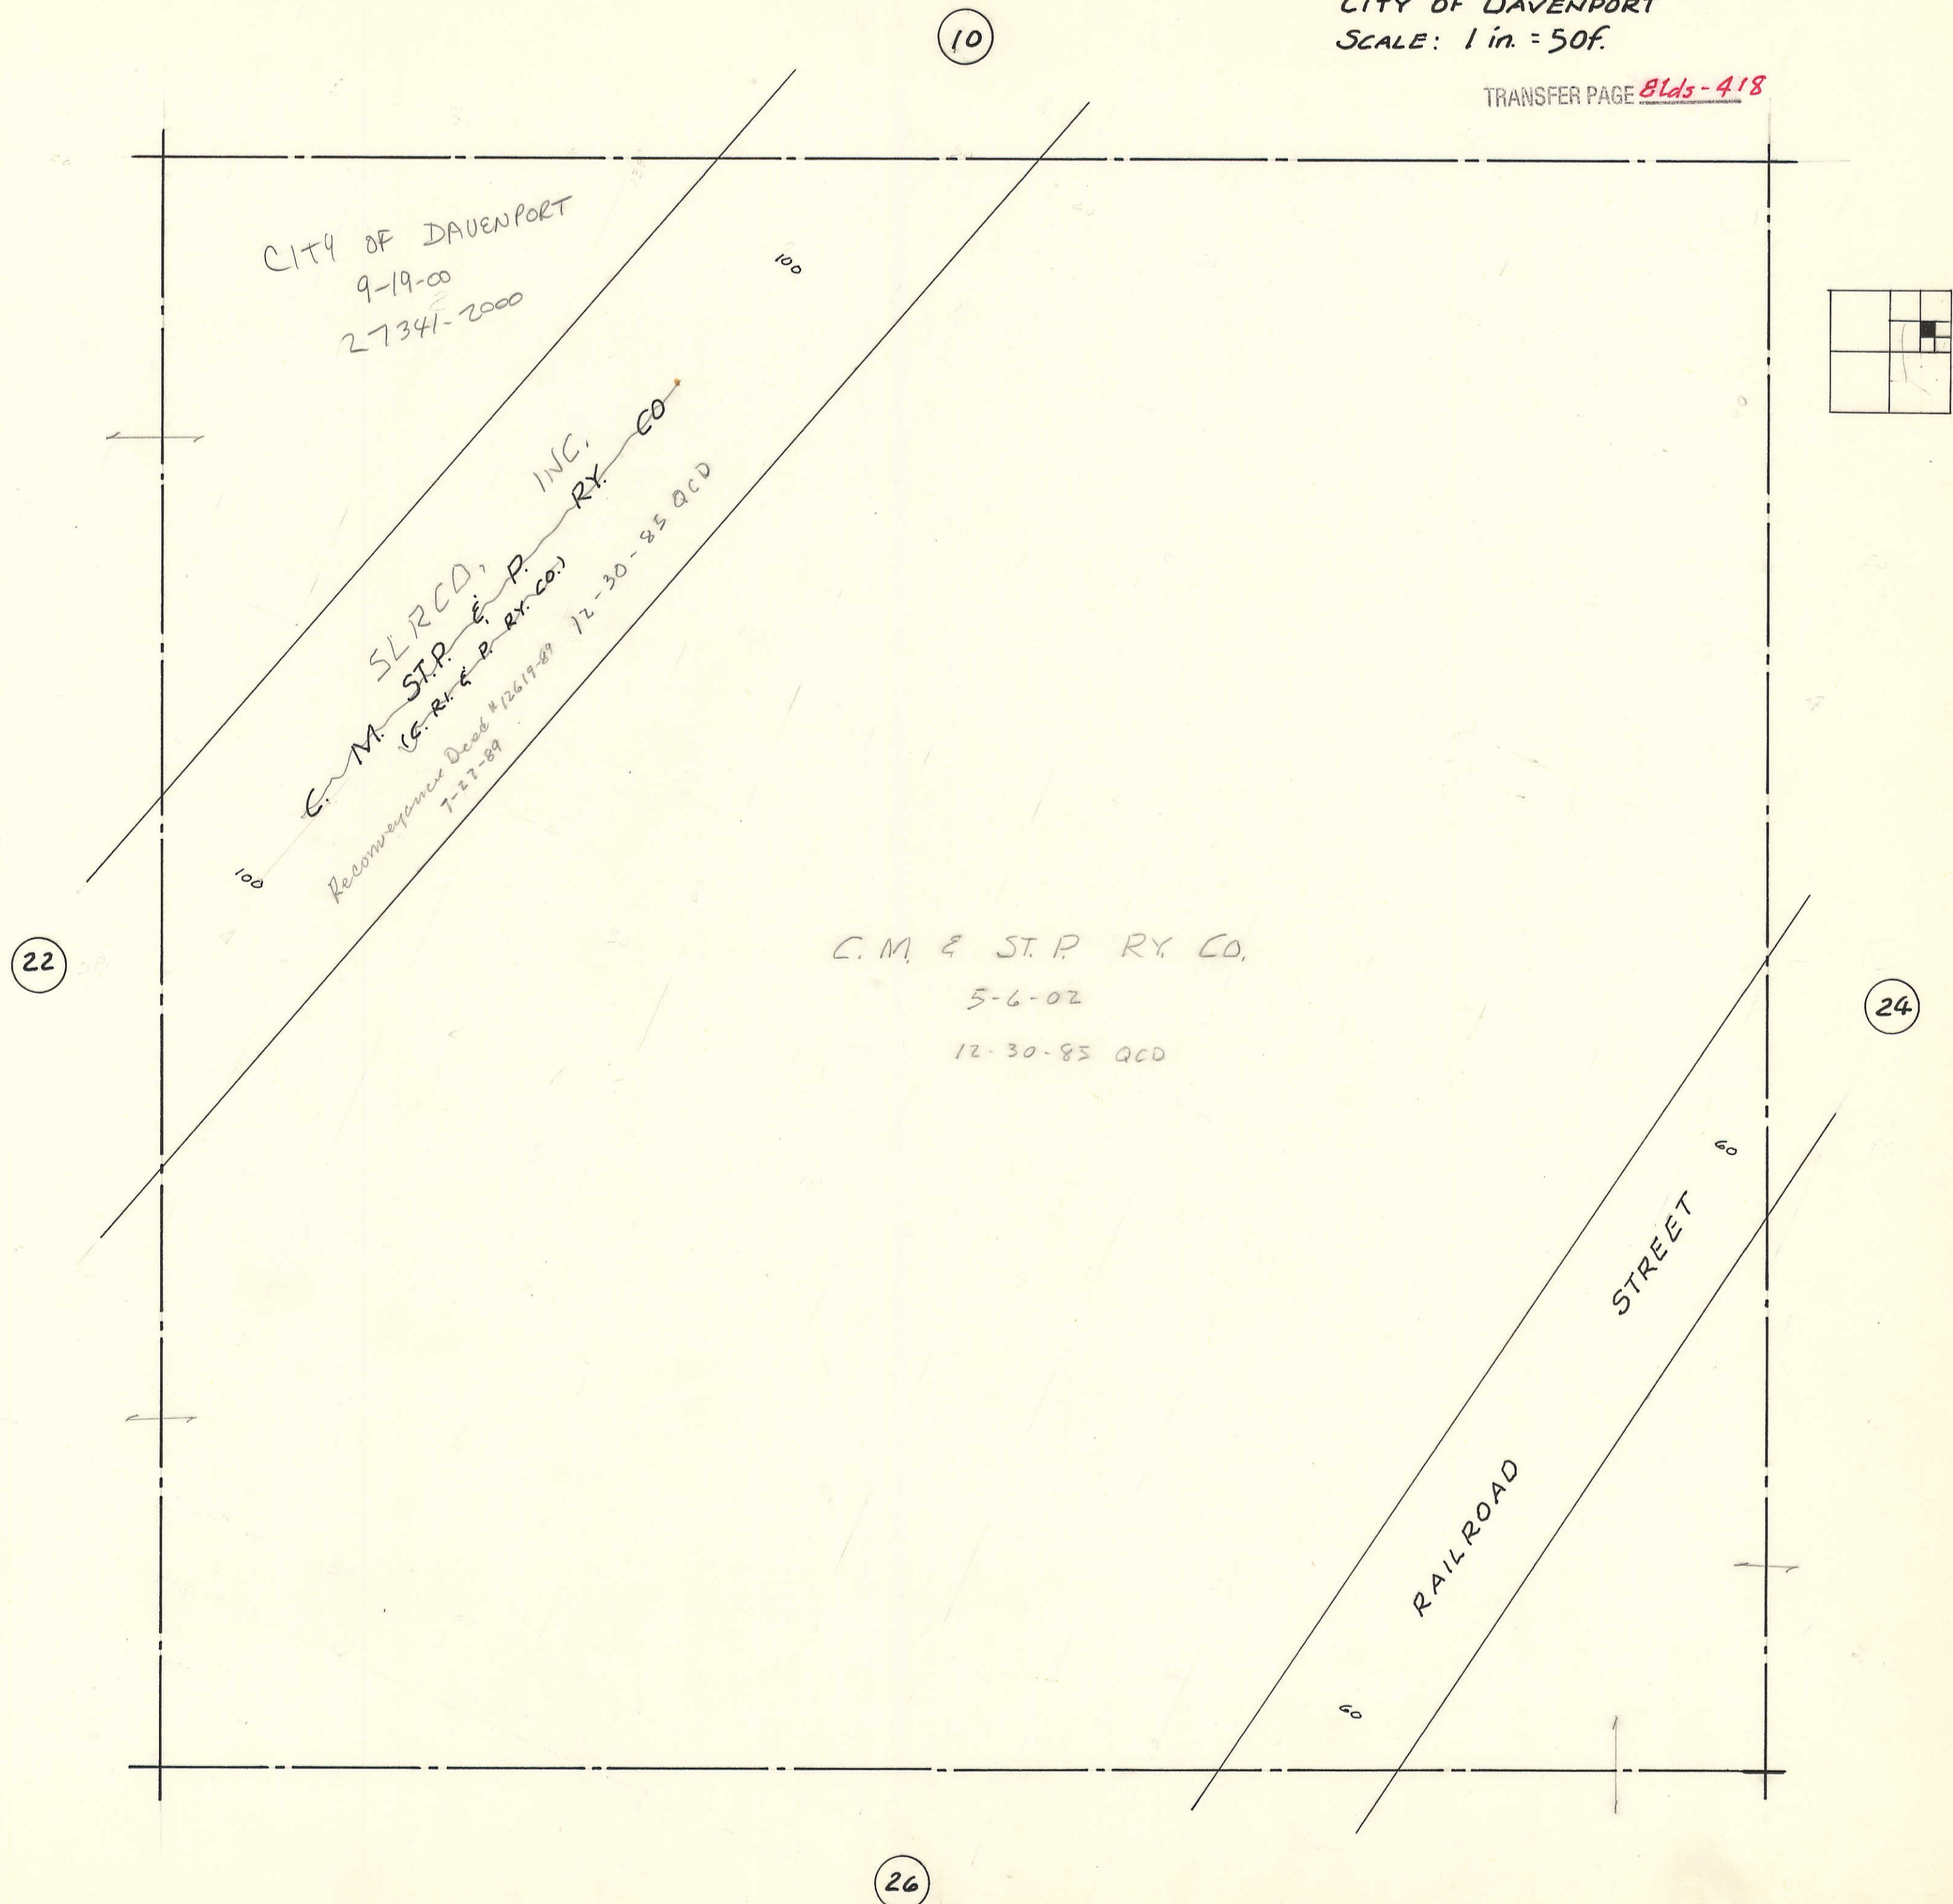 10
CITY OF DAVENPORT
SCALE: 1 in. = 50f.
TRANSFER PAGE Blds-418
CITY OF DAVENPORT
9-19-00
27341-2000
100
SLRCO, INC.
C. M. ST.P. & P. RY. CO
(C. R.I. & P. RY. CO.)
12-30-85 QCD
Reconveyance Deed #12619-89
7-27-89
100
22
C. M. & ST. P. RY. CO.
5-6-02
12-30-85 QCD
24
60
RAILROAD STREET
60
26